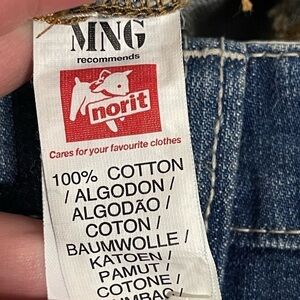 MNG
recommends
norit
Cares for your favourite clothes
100% COTTON
/ ALGODON /
ALGODÃO /
COTON /
BAUMWOLLE /
KATOEN /
PAMUT /
COTONE /